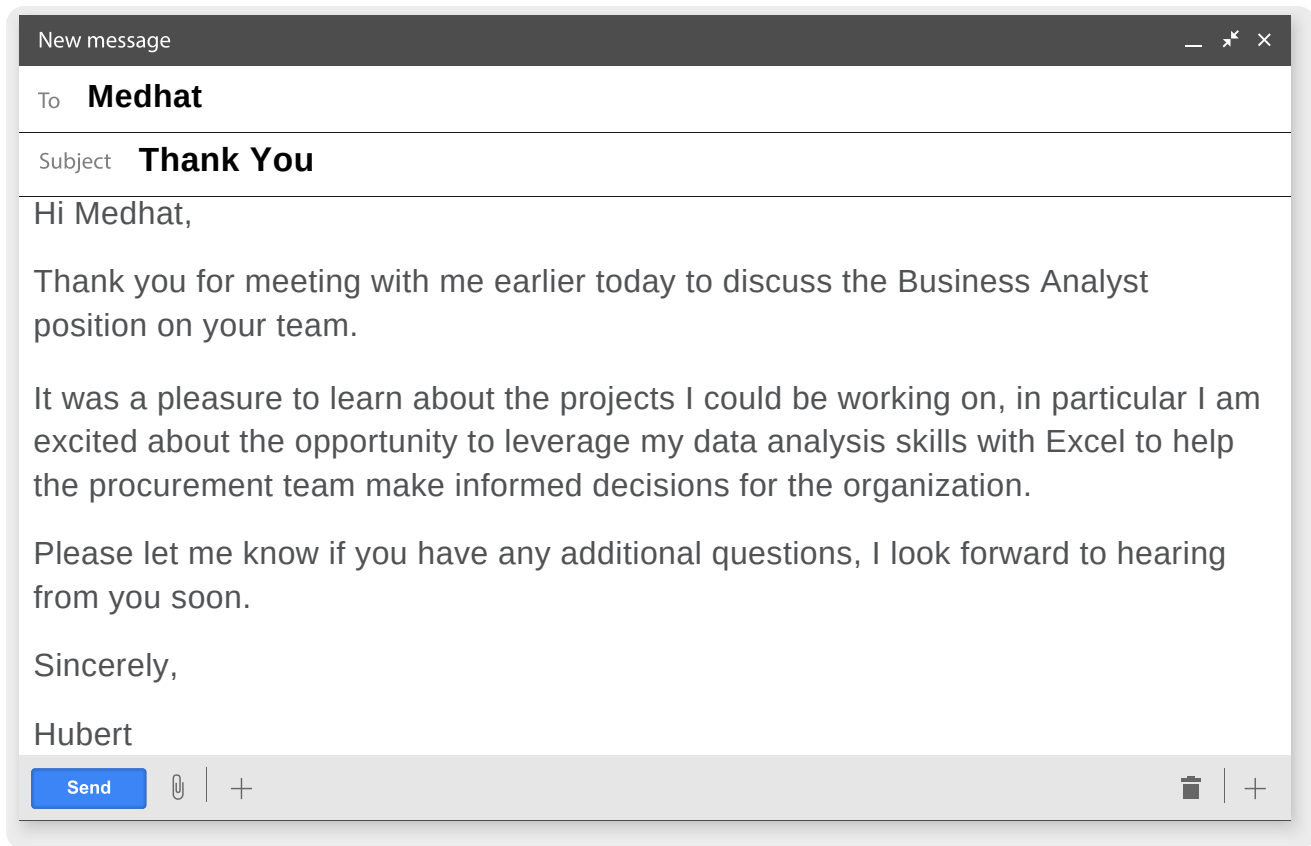 New message
To Medhat
Subject Thank You
Hi Medhat,
Thank you for meeting with me earlier today to discuss the Business Analyst
position on your team.
It was a pleasure to learn about the projects I could be working on, in particular I am
excited about the opportunity to leverage my data analysis skills with Excel to help
the procurement team make informed decisions for the organization.
Please let me know if you have any additional questions, I look forward to hearing
from you soon.
Sincerely,
Hubert
Send